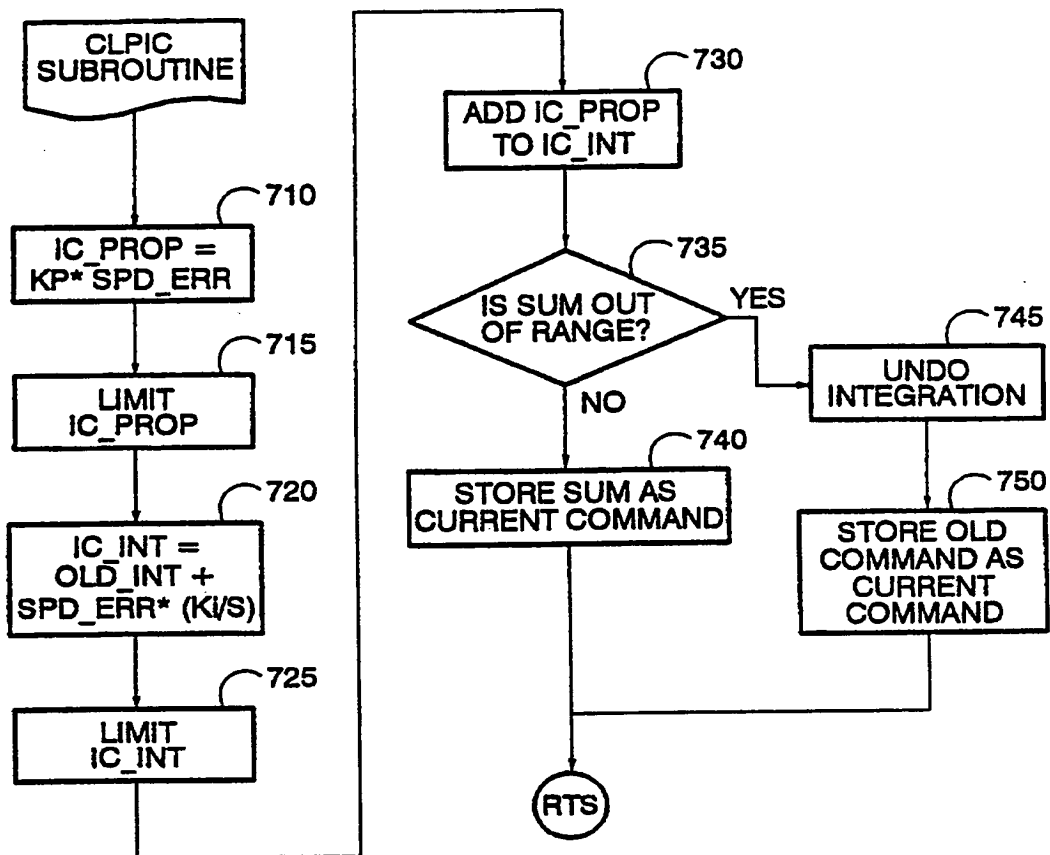 CLPIC
SUBROUTINE
710
IC_PROP =
KP* SPD_ERR
715
LIMIT
IC_PROP
720
IC_INT =
OLD_INT +
SPD_ERR* (Ki/S)
725
LIMIT
IC_INT
730
ADD IC_PROP
TO IC_INT
735
IS SUM OUT
OF RANGE?
YES
NO
740
STORE SUM AS
CURRENT COMMAND
745
UNDO
INTEGRATION
750
STORE OLD
COMMAND AS
CURRENT
COMMAND
RTS